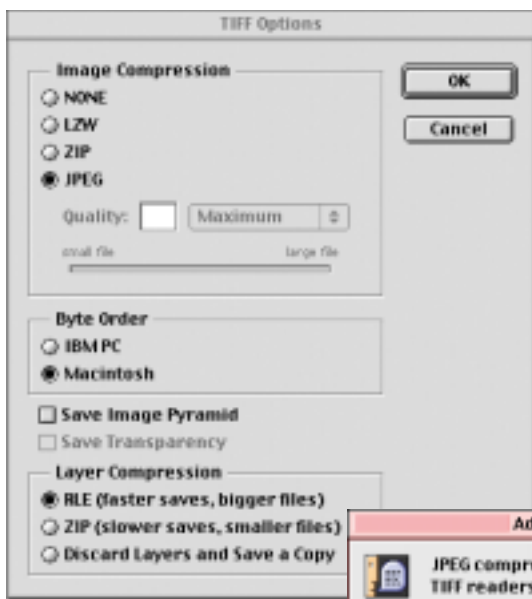 TIFF Options
Image Compression
NONE
LZW
ZIP
JPEG
Quality: Maximum
small file large file
OK
Cancel
Byte Order
IBM PC
Macintosh
Save Image Pyramid
Save Transparency
Layer Compression
RLE (faster saves, bigger files)
ZIP (slower saves, smaller files)
Discard Layers and Save a Copy
Ad
JPEG compre
TIFF readers